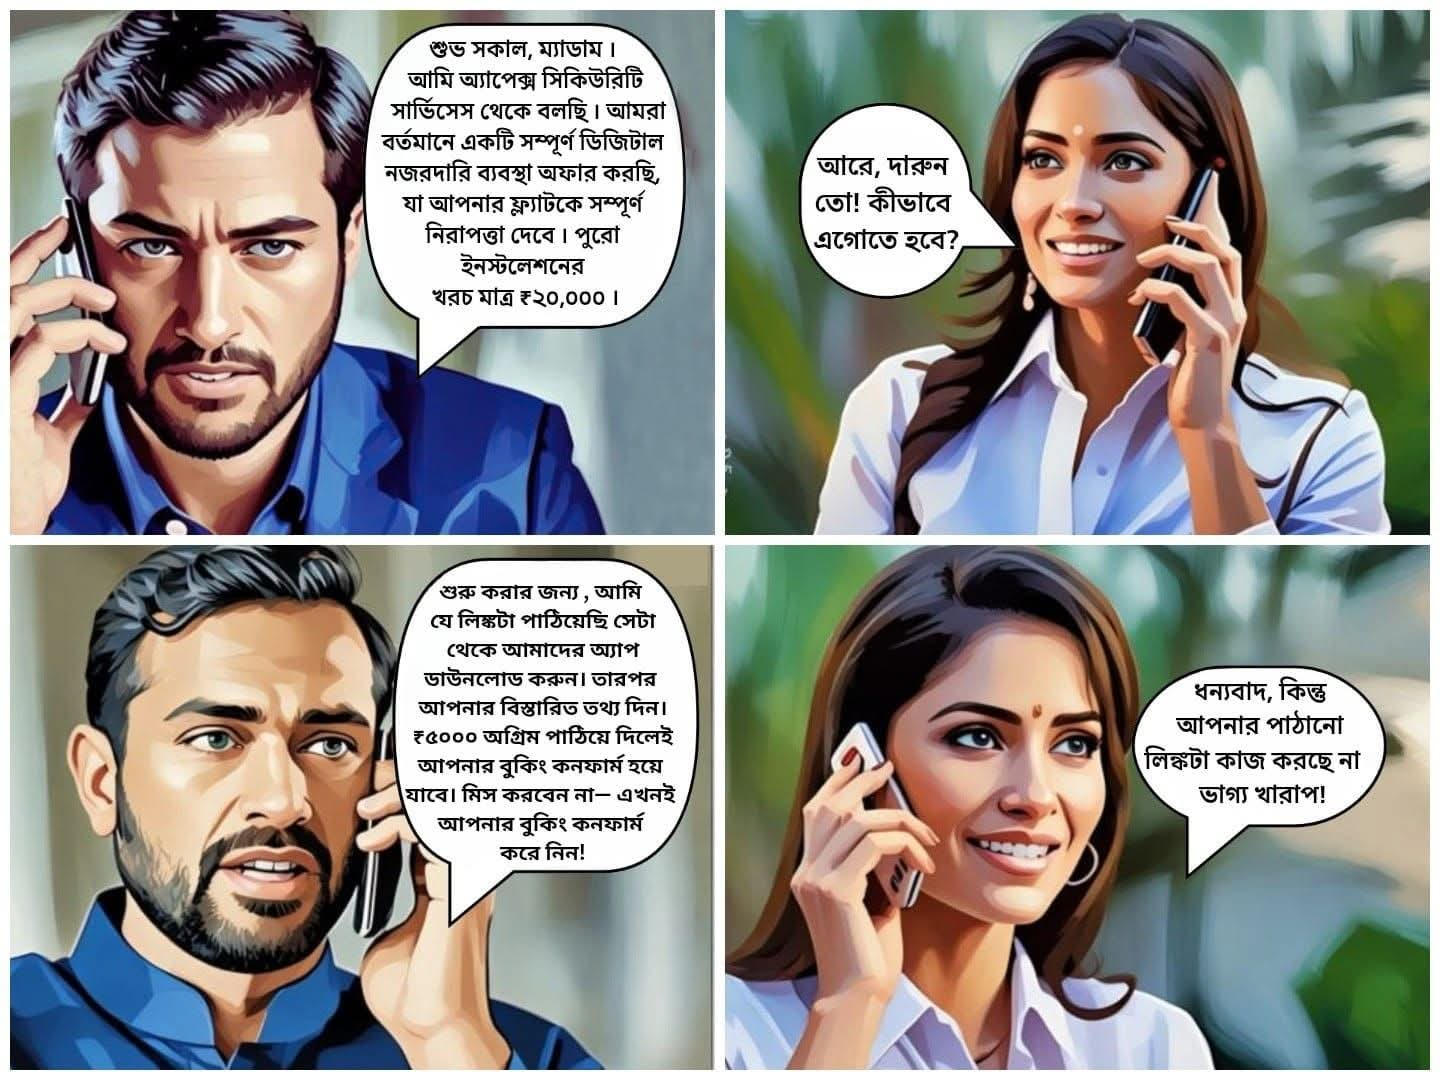 শুভ সকাল, ম্যাডাম ।
আমি অ্যাপেক্স সিকিউরিটি
সার্ভিসেস থেকে বলছি । আমরা
বর্তমানে একটি সম্পূর্ণ ডিজিটাল
নজরদারি ব্যবস্থা অফার করছি,
যা আপনার ফ্ল্যাটকে সম্পূর্ণ
নিরাপত্তা দেবে । পুরো
ইনস্টলেশনের
খরচ মাত্র ₹২০,০০০ ।
আরে, দারুন
তো! কীভাবে
এগোতে হবে?
শুরু করার জন্য , আমি
যে লিঙ্কটা পাঠিয়েছি সেটা
থেকে আমাদের অ্যাপ
ডাউনলোড করুন। তারপর
আপনার বিস্তারিত তথ্য দিন।
₹৫০০০ অগ্রিম পাঠিয়ে দিলেই
আপনার বুকিং কনফার্ম হয়ে
যাবে। মিস করবেন না— এখনই
আপনার বুকিং কনফার্ম
করে নিন!
ধন্যবাদ, কিন্তু
আপনার পাঠানো
লিঙ্কটা কাজ করছে না
ভাগ্য খারাপ!